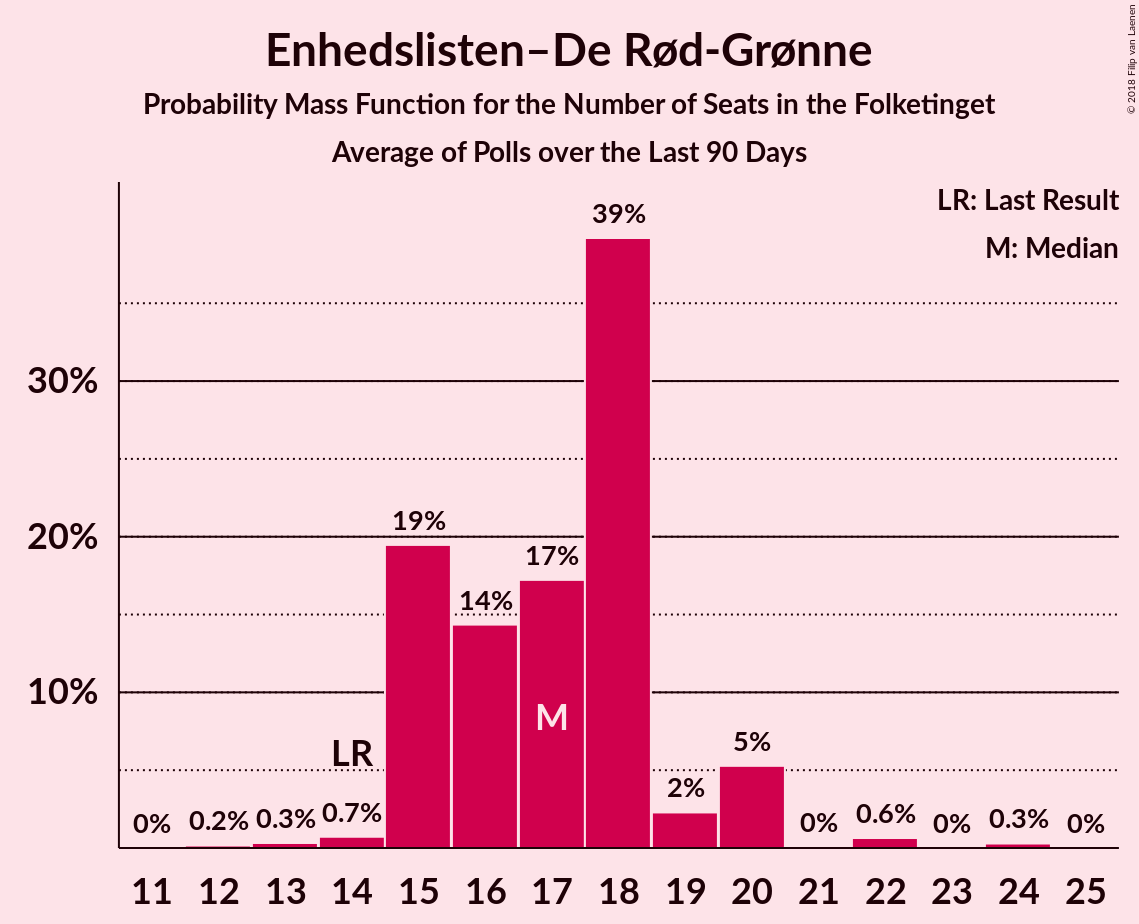 Enhedslisten–De Rød-Grønne
Probability Mass Function for the Number of Seats in the Folketinget
Average of Polls over the Last 90 Days
© 2018 Filip van Laenen
LR: Last Result
M: Median
39%
30%
19%
20%
17%
14%
10%
M
LR
5%
2%
0% 0.2% 0.3% 0.7% 0% 0.6% 0% 0.3% 0%
11 12 13 14 15 16 17 18 19 20 21 22 23 24 25